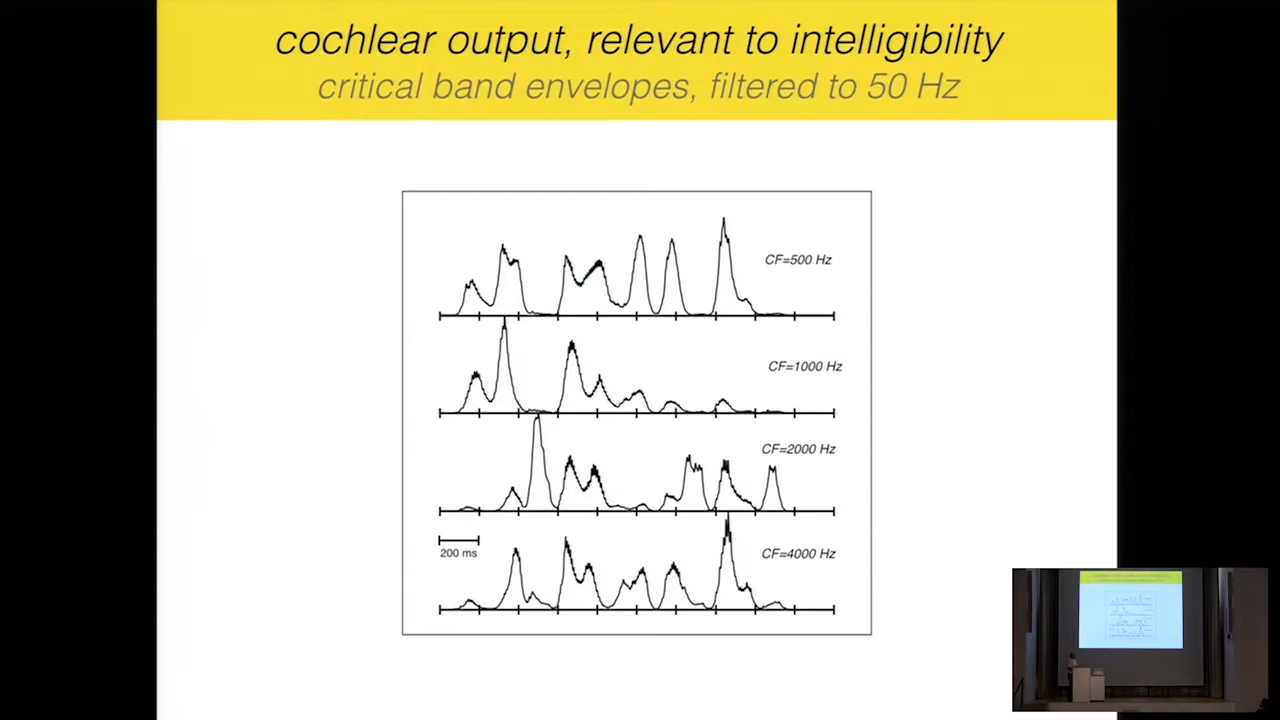 cochlear output, relevant to intelligibility
critical band envelopes, filtered to 50 Hz
CF=500 Hz
CF=1000 Hz
CF=2000 Hz
200 ms
CF=4000 Hz